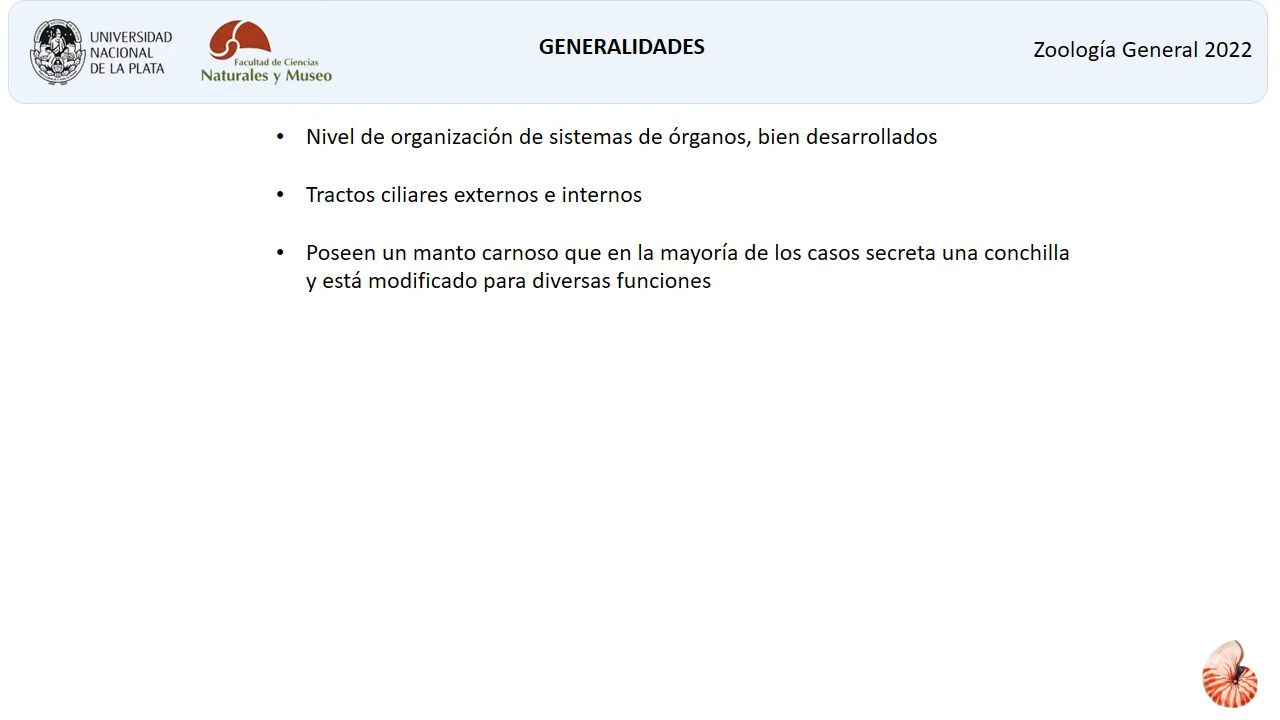 UNIVERSIDAD
NACIONAL
DE LA PLATA
Facultad de Ciencias
Naturales y Museo
GENERALIDADES
Zoología General 2022
• Nivel de organización de sistemas de órganos, bien desarrollados
• Tractos ciliares externos e internos
• Poseen un manto carnoso que en la mayoría de los casos secreta una conchilla
y está modificado para diversas funciones